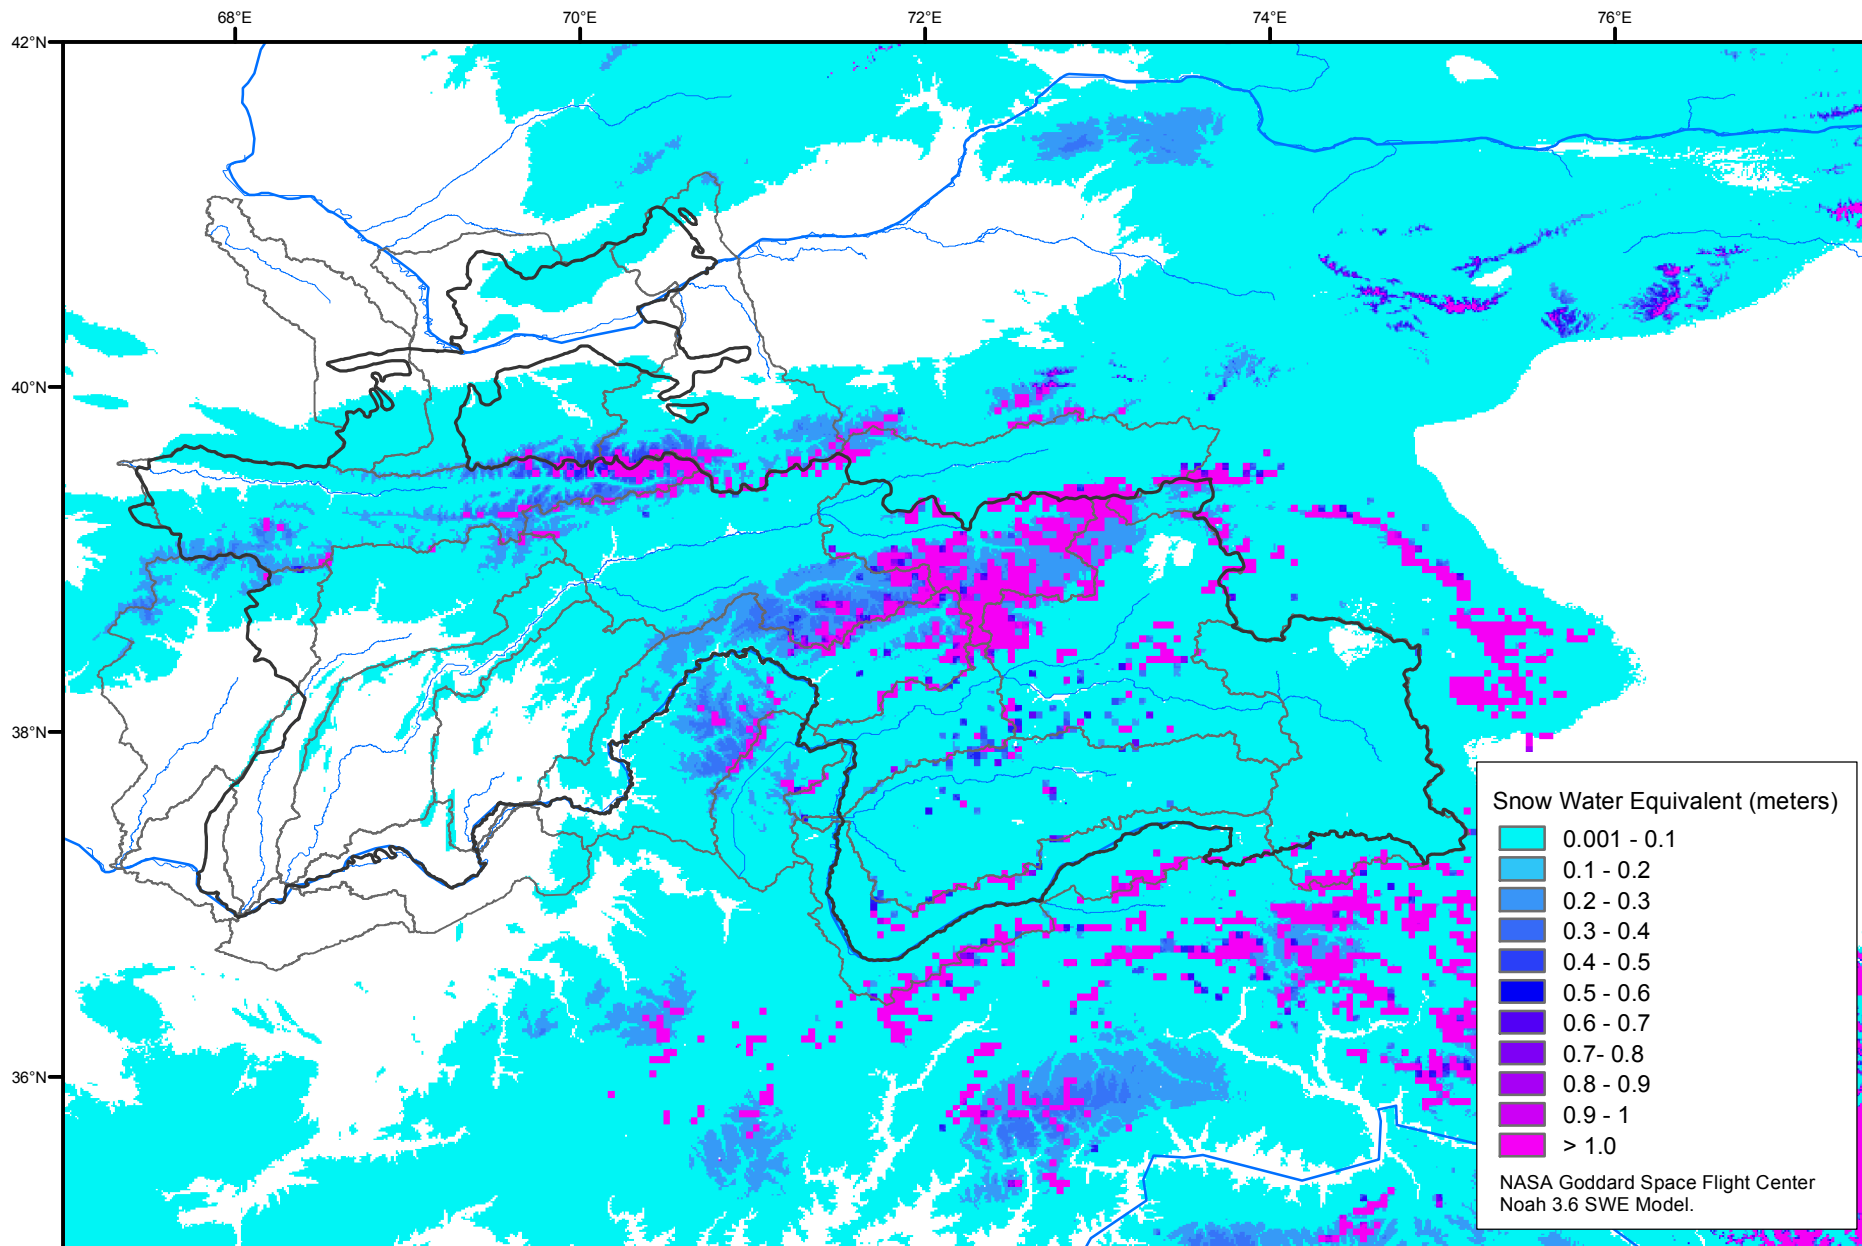 68°E
70°E
72°E
74°E
76°E
42°N
40°N
38°N
36°N
Snow Water Equivalent (meters)
0.001 - 0.1
0.1 - 0.2
0.2 - 0.3
0.3 - 0.4
0.4 - 0.5
0.5 - 0.6
0.6 - 0.7
0.7- 0.8
0.8 - 0.9
0.9 - 1
> 1.0
NASA Goddard Space Flight Center
Noah 3.6 SWE Model.